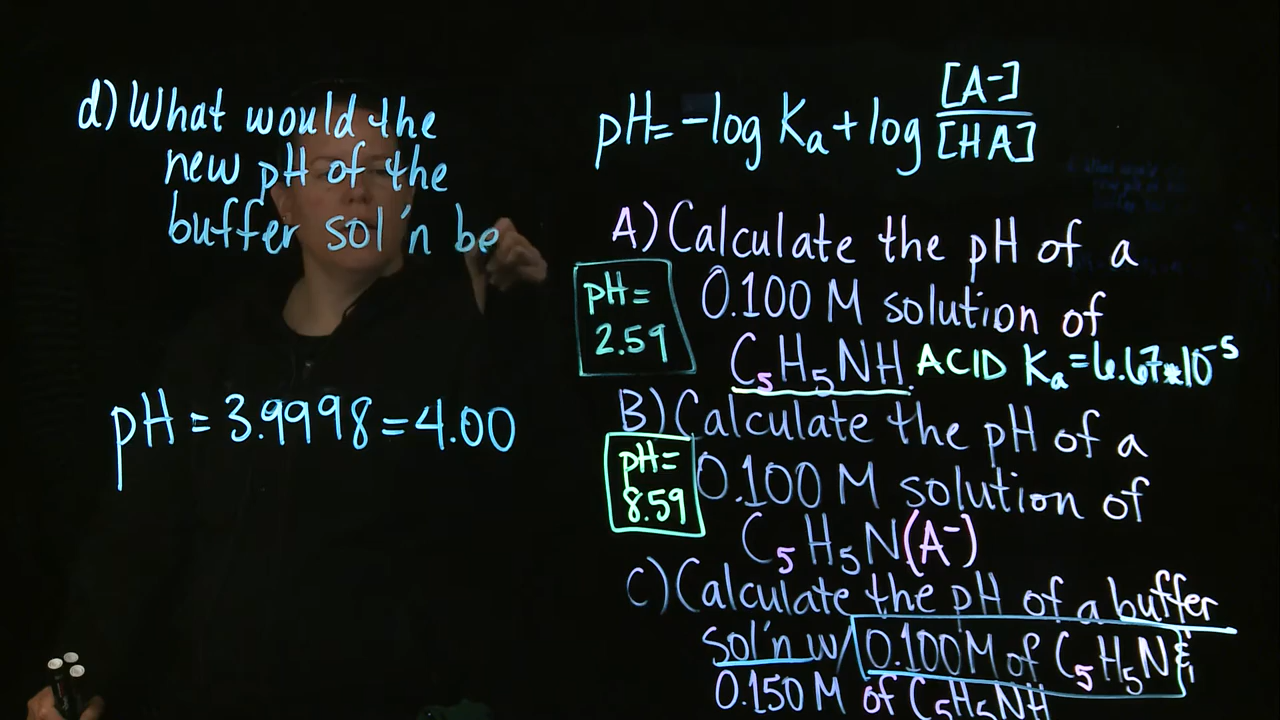 d) What would the
new pH of the
buffer sol'n be
pH = 3.9998 = 4.00
pH = -log Ka + log [A-]/[HA]
A) Calculate the pH of a
0.100 M solution of
C5H5NH. ACID Ka = 6.67*10^-5
pH =
2.59
B) Calculate the pH of a
0.100 M solution of
C5H5N (A-)
pH =
8.59
C) Calculate the pH of a buffer
sol'n w/ 0.100 M of C5H5N &
0.150 M of C5H5NH